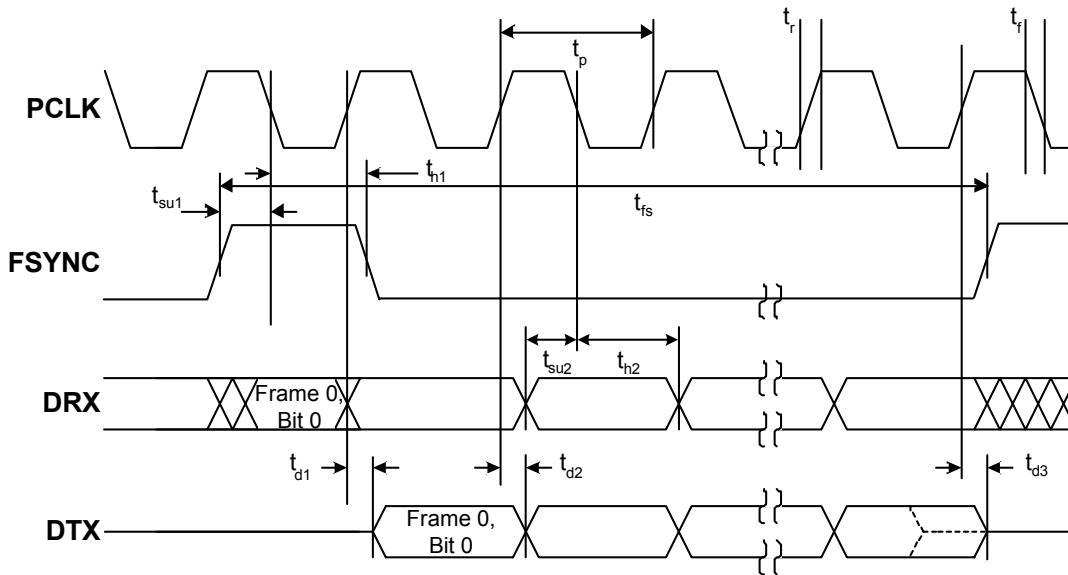 t_r
t_f
t_p
PCLK
t_h1
t_su1
t_fs
FSYNC
t_su2
t_h2
DRX
Frame 0,
Bit 0
t_d1
t_d2
t_d3
DTX
Frame 0,
Bit 0